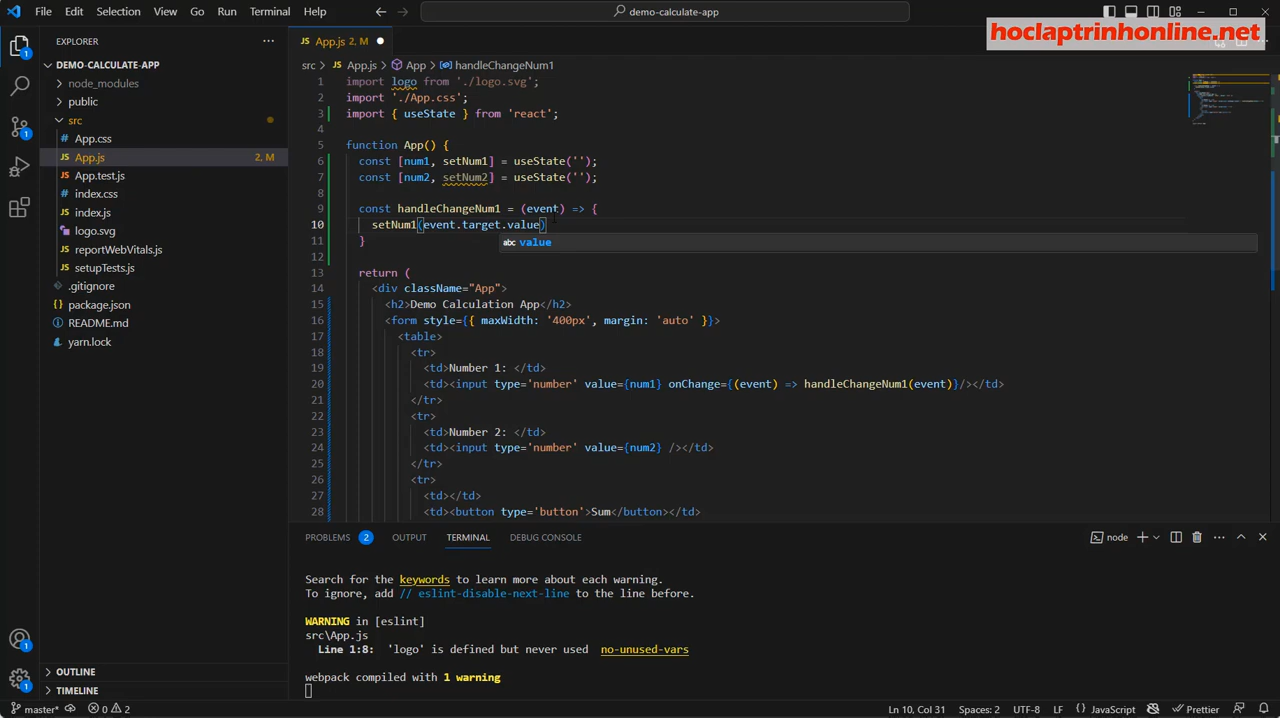 File Edit Selection View Go Run Terminal Help
demo-calculate-app
hoclaptrinhonline.net
EXPLORER
DEMO-CALCULATE-APP
node_modules
public
src
# App.css
JS App.js 2, M
JS App.test.js
# index.css
JS index.js
logo.svg
JS reportWebVitals.js
JS setupTests.js
.gitignore
package.json
README.md
yarn.lock
OUTLINE
TIMELINE
JS App.js 2, M
src > JS App.js > App > handleChangeNum1
1 import logo from './logo.svg';
2 import './App.css';
3 import { useState } from 'react';
4
5 function App() {
6 const [num1, setNum1] = useState('');
7 const [num2, setNum2] = useState('');
8
9 const handleChangeNum1 = (event) => {
10 setNum1(event.target.value)
abc value
11 }
12
13 return (
14 <div className="App">
15 <h2>Demo Calculation App</h2>
16 <form style={{ maxWidth: '400px', margin: 'auto' }}>
17 <table>
18 <tr>
19 <td>Number 1: </td>
20 <td><input type='number' value={num1} onChange={(event) => handleChangeNum1(event)}/></td>
21 </tr>
22 <tr>
23 <td>Number 2: </td>
24 <td><input type='number' value={num2} /></td>
25 </tr>
26 <tr>
27 <td></td>
28 <td><button type='button'>Sum</button></td>
PROBLEMS 2 OUTPUT TERMINAL DEBUG CONSOLE
node
Search for the keywords to learn more about each warning.
To ignore, add // eslint-disable-next-line to the line before.
WARNING in [eslint]
src\App.js
Line 1:8: 'logo' is defined but never used no-unused-vars
webpack compiled with 1 warning
master* 0 2 Ln 10, Col 31 Spaces: 2 UTF-8 LF {} JavaScript Prettier